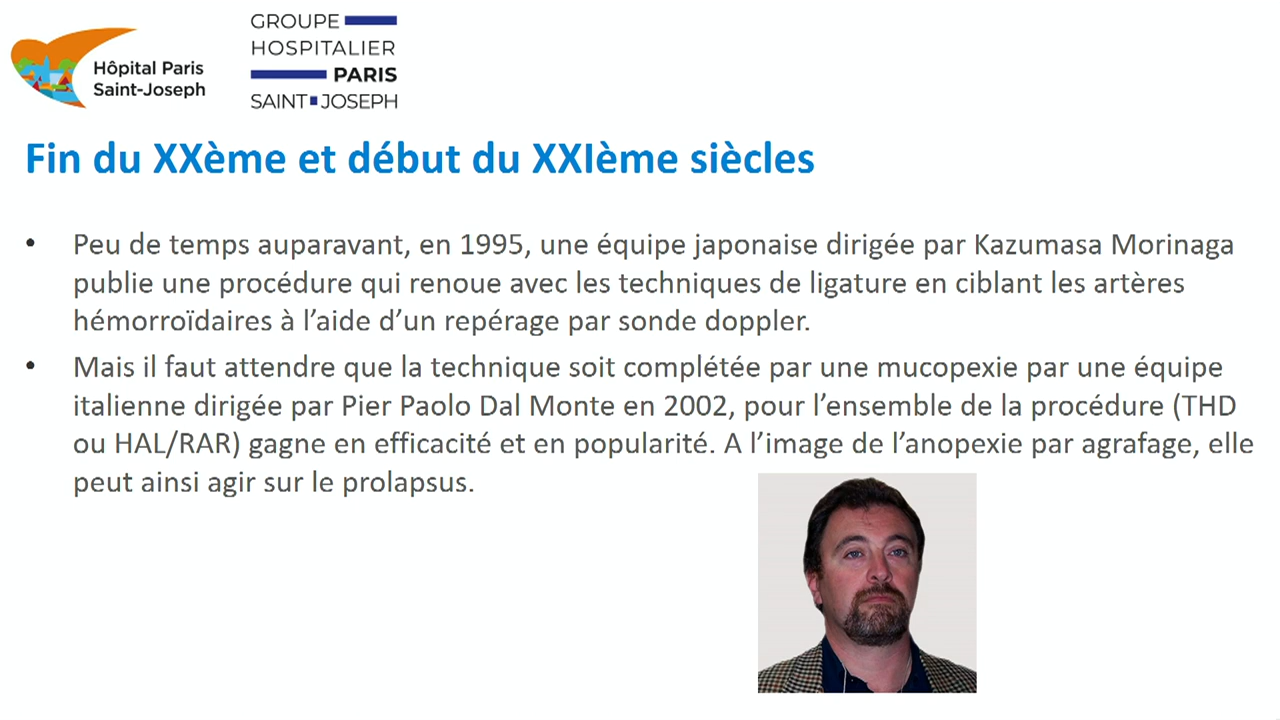 Hôpital Paris
Saint-Joseph
GROUPE
HOSPITALIER
PARIS
SAINT JOSEPH
Fin du XXème et début du XXIème siècles
• Peu de temps auparavant, en 1995, une équipe japonaise dirigée par Kazumasa Morinaga
publie une procédure qui renoue avec les techniques de ligature en ciblant les artères
hémorroïdaires à l’aide d’un repérage par sonde doppler.
• Mais il faut attendre que la technique soit complétée par une mucopexie par une équipe
italienne dirigée par Pier Paolo Dal Monte en 2002, pour l’ensemble de la procédure (THD
ou HAL/RAR) gagne en efficacité et en popularité. A l’image de l’anopexie par agrafage, elle
peut ainsi agir sur le prolapsus.